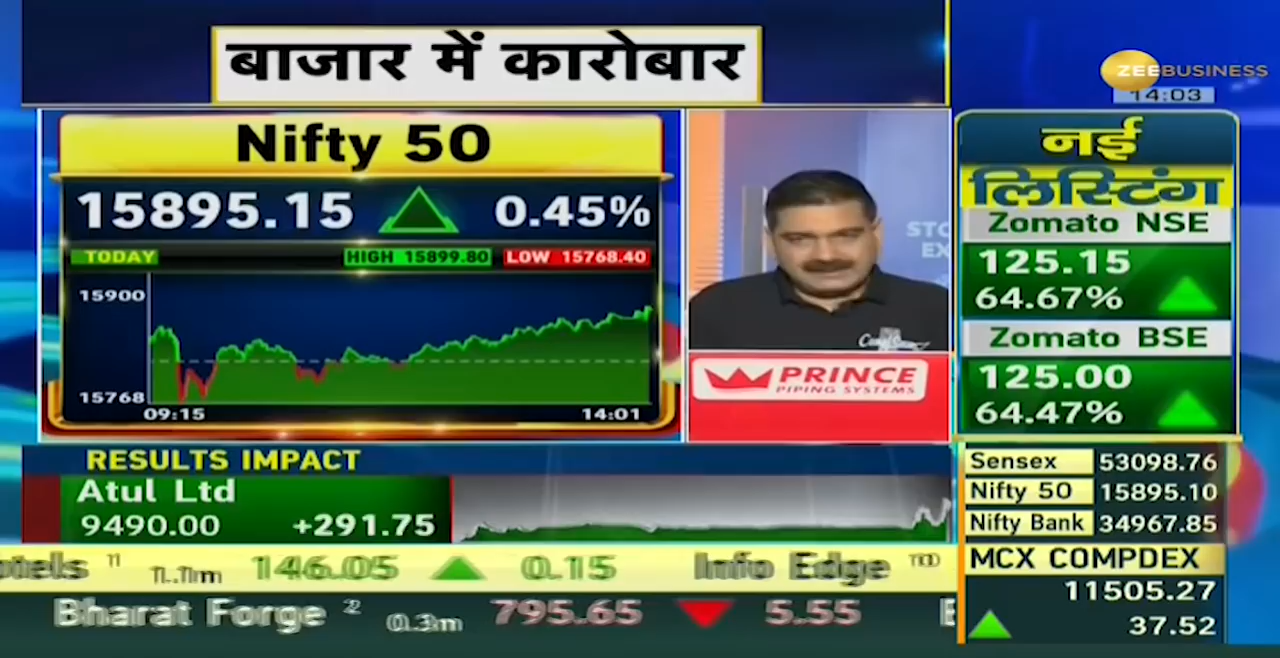 बाजार में कारोबार
ZEEBUSINESS
14:03
Nifty 50
15895.15 0.45%
TODAY HIGH 15899.80 LOW 15768.40
15900
15768
09:15 14:01
STO
EX
PRINCE
PIPING SYSTEMS
नई
लिस्टिंग
Zomato NSE
125.15
64.67%
Zomato BSE
125.00
64.47%
RESULTS IMPACT
Atul Ltd
9490.00 +291.75
Sensex 53098.76
Nifty 50 15895.10
Nifty Bank 34967.85
MCX COMPDEX
11505.27
37.52
otels 146.05 0.15 Info Edge
Bharat Forge 0.3m 795.65 5.55